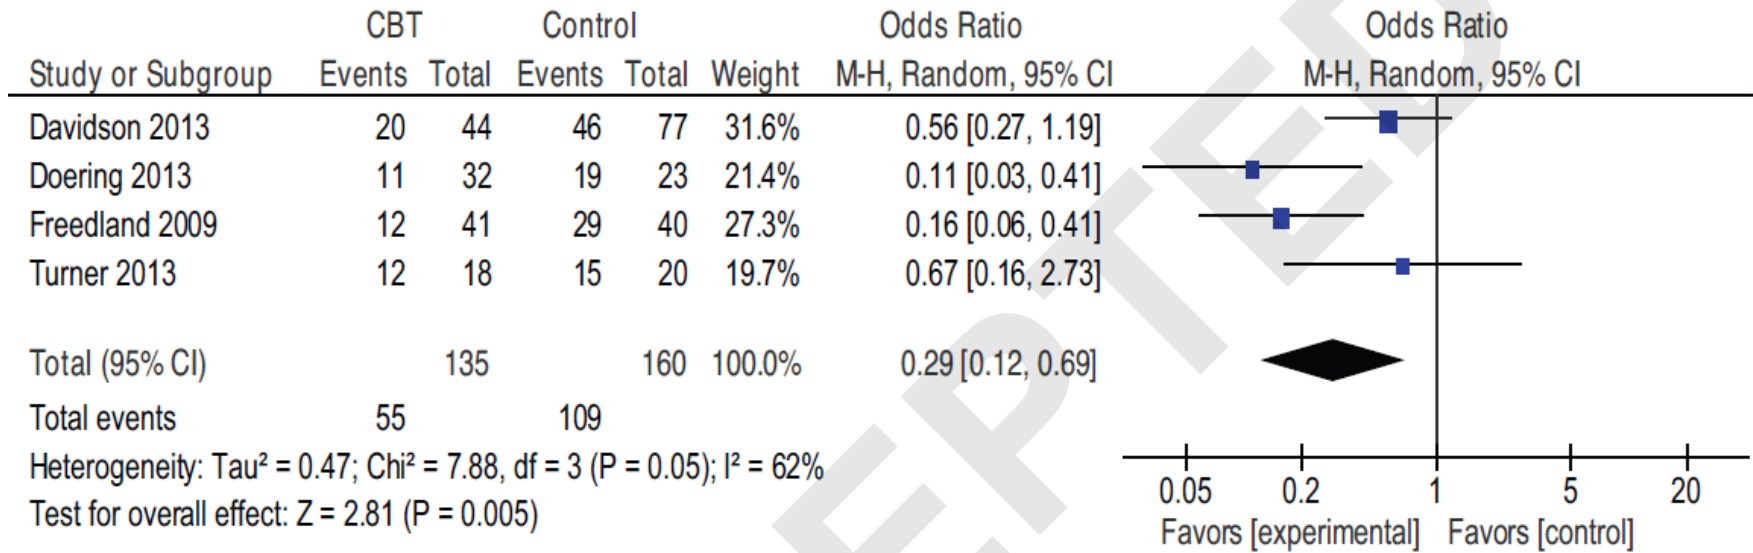 CBT Control Odds Ratio Odds Ratio
Study or Subgroup Events Total Events Total Weight M-H, Random, 95% CI M-H, Random, 95% CI
Davidson 2013 20 44 46 77 31.6% 0.56 [0.27, 1.19]
Doering 2013 11 32 19 23 21.4% 0.11 [0.03, 0.41]
Freedland 2009 12 41 29 40 27.3% 0.16 [0.06, 0.41]
Turner 2013 12 18 15 20 19.7% 0.67 [0.16, 2.73]
Total (95% CI) 135 160 100.0% 0.29 [0.12, 0.69]
Total events 55 109
Heterogeneity: Tau² = 0.47; Chi² = 7.88, df = 3 (P = 0.05); I² = 62%
Test for overall effect: Z = 2.81 (P = 0.005)
0.05 0.2 1 5 20
Favors [experimental] Favors [control]
EPTED